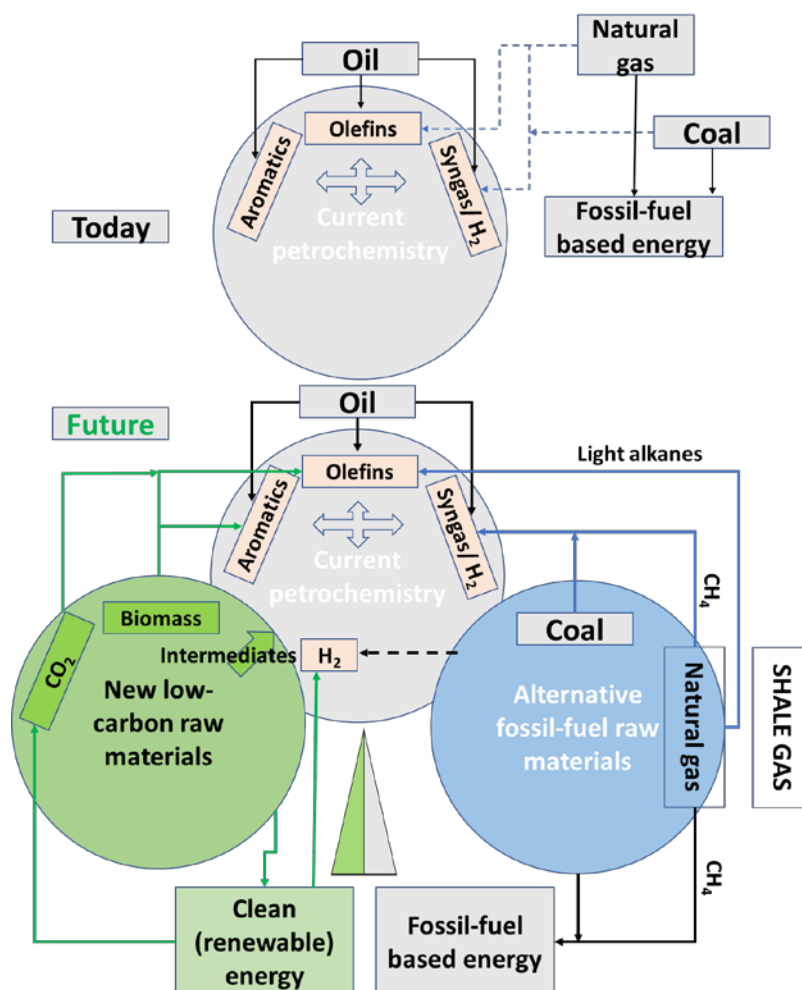 Oil
Natural
gas
Olefins
Coal
Aromatics
Syngas/ H2
Today
Current
petrochemistry
Fossil-fuel
based energy
Oil
Future
Light alkanes
Olefins
Aromatics
Syngas/ H2
Current
petrochemistry
CH4
Biomass
Coal
CO2
Intermediates
H2
New low-
carbon raw
materials
Alternative
fossil-fuel raw
materials
Natural gas
SHALE GAS
CH4
Clean
(renewable)
energy
Fossil-fuel
based energy